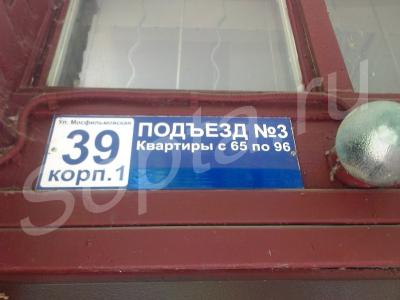 Ул. Мосфильмовская
39
корп.1
ПОДЪЕЗД №3
Квартиры с 65 по 96
Sopta.ru